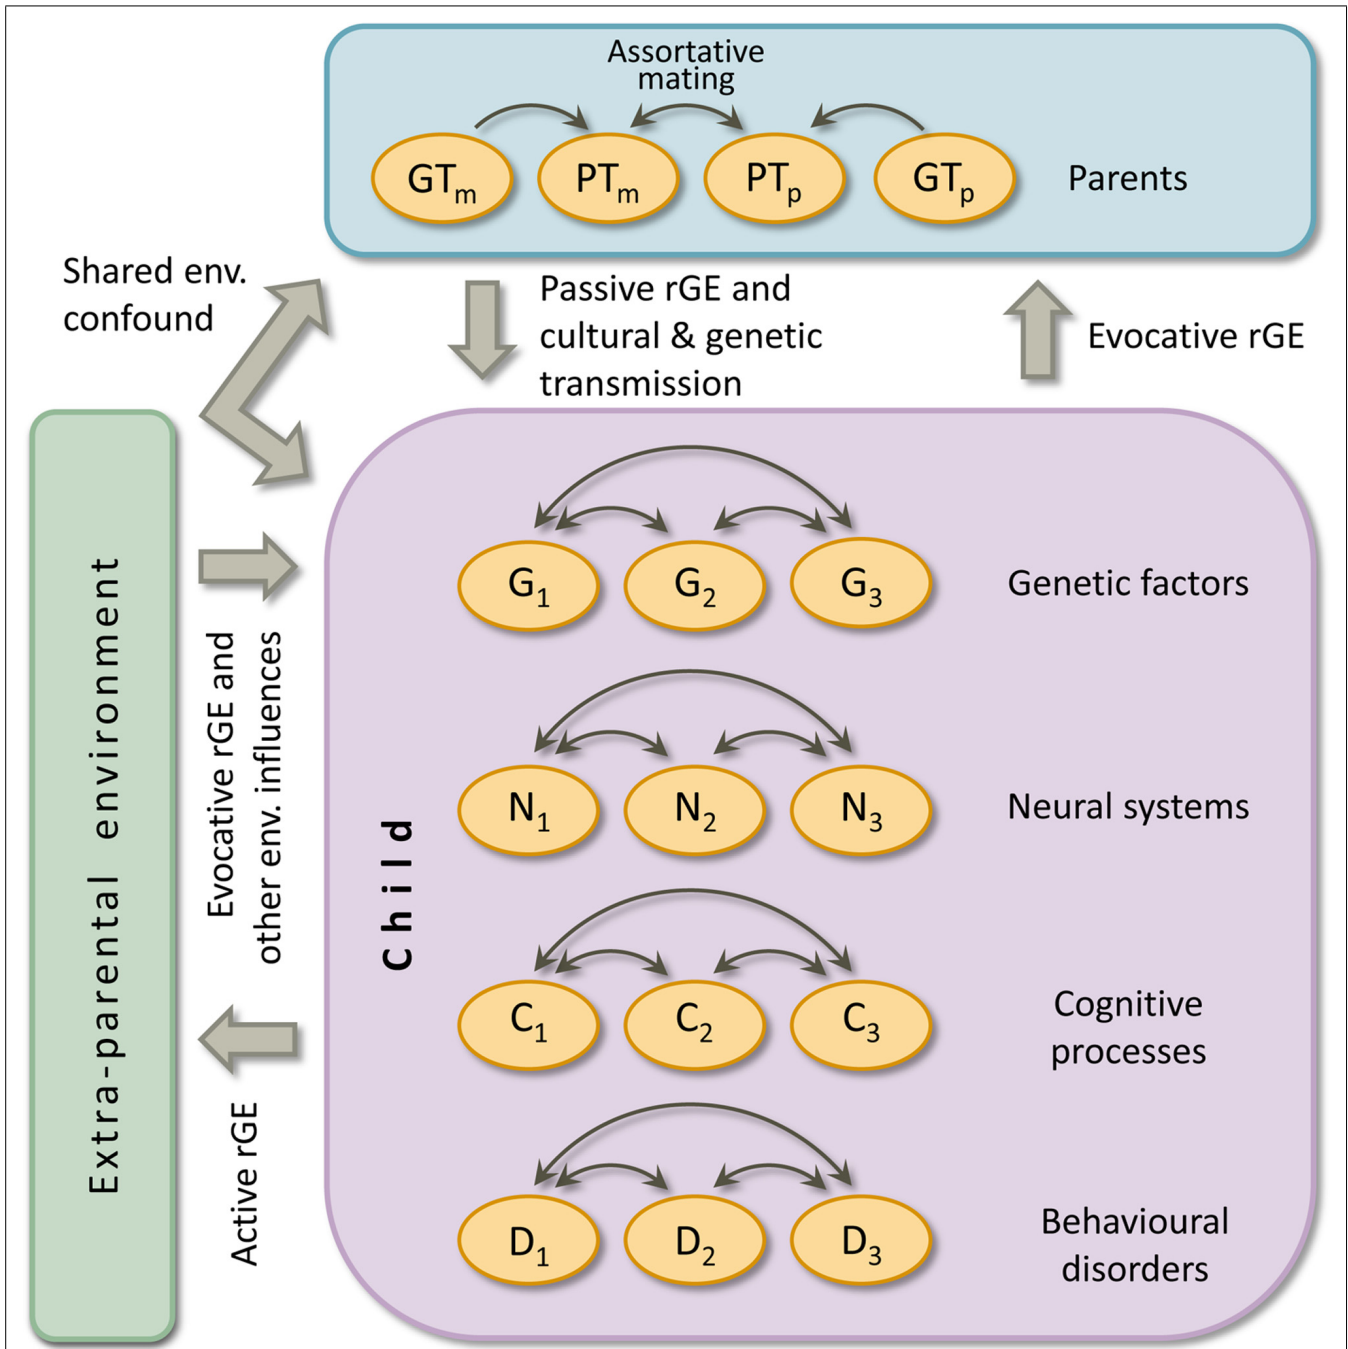 Assortative
mating
GTm PTm PTp GTp Parents
Shared env.
confound
Passive rGE and
cultural & genetic
transmission
Evocative rGE
Extra-parental environment
Evocative rGE and
other env. influences
Active rGE
Child
G1 G2 G3 Genetic factors
N1 N2 N3 Neural systems
C1 C2 C3 Cognitive
processes
D1 D2 D3 Behavioural
disorders